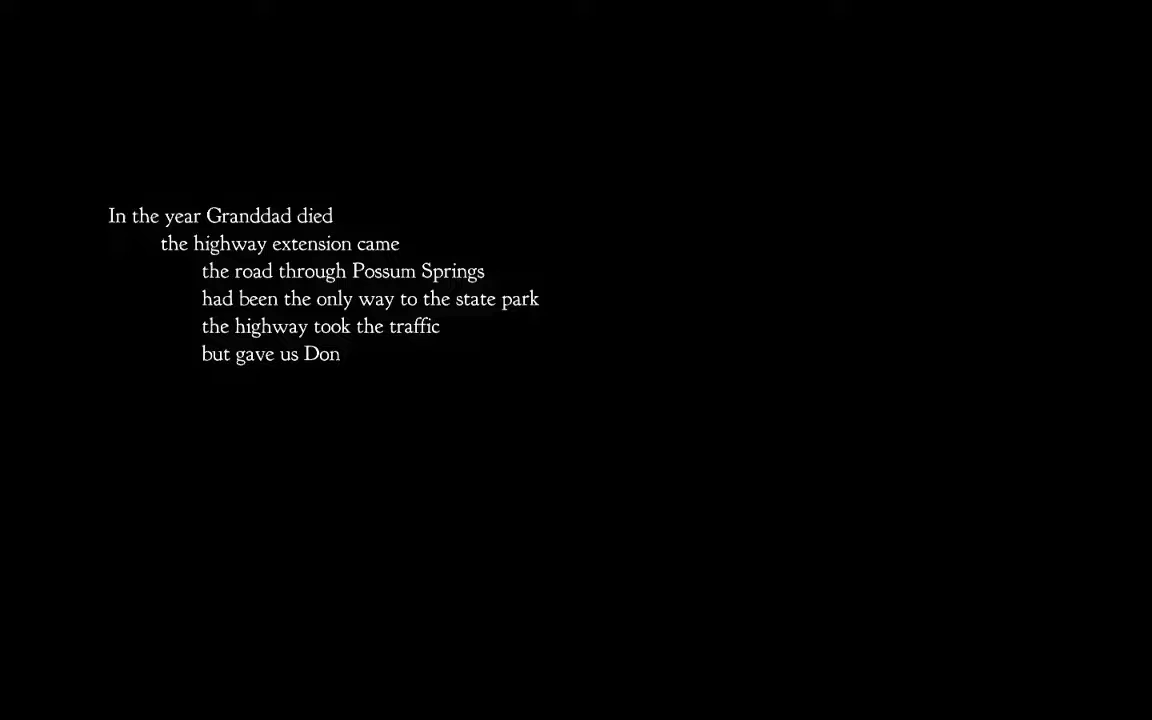 In the year Granddad died
the highway extension came
the road through Possum Springs
had been the only way to the state park
the highway took the traffic
but gave us Don